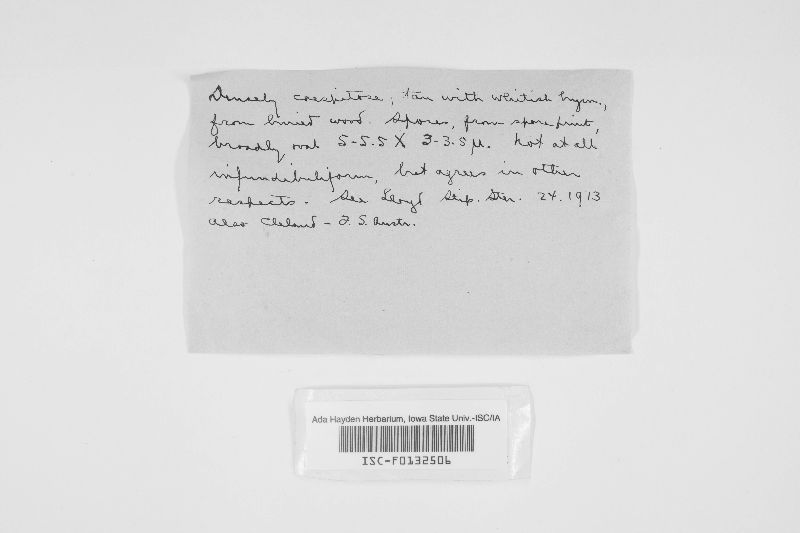 Densely caespitose, tan with whitish hym.,
from buried wood. Spores, from spore print,
broadly oval 5-5.5 X 3-3.5 µ. Not at all
infundibuliform, but agrees in other
respects. See Lloyd Stip. Ster. 24. 1913
also Cleland - F. S. Austr.
Ada Hayden Herbarium, Iowa State Univ.-ISC/IA
ISC-F0132506